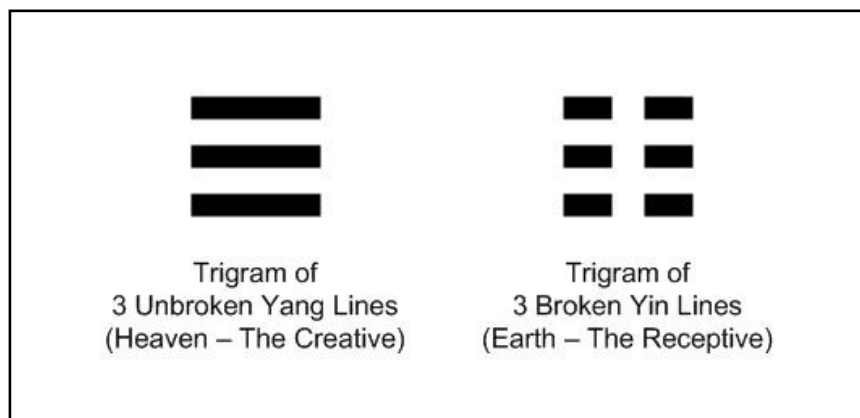 Trigram of
3 Unbroken Yang Lines
(Heaven – The Creative)
Trigram of
3 Broken Yin Lines
(Earth – The Receptive)